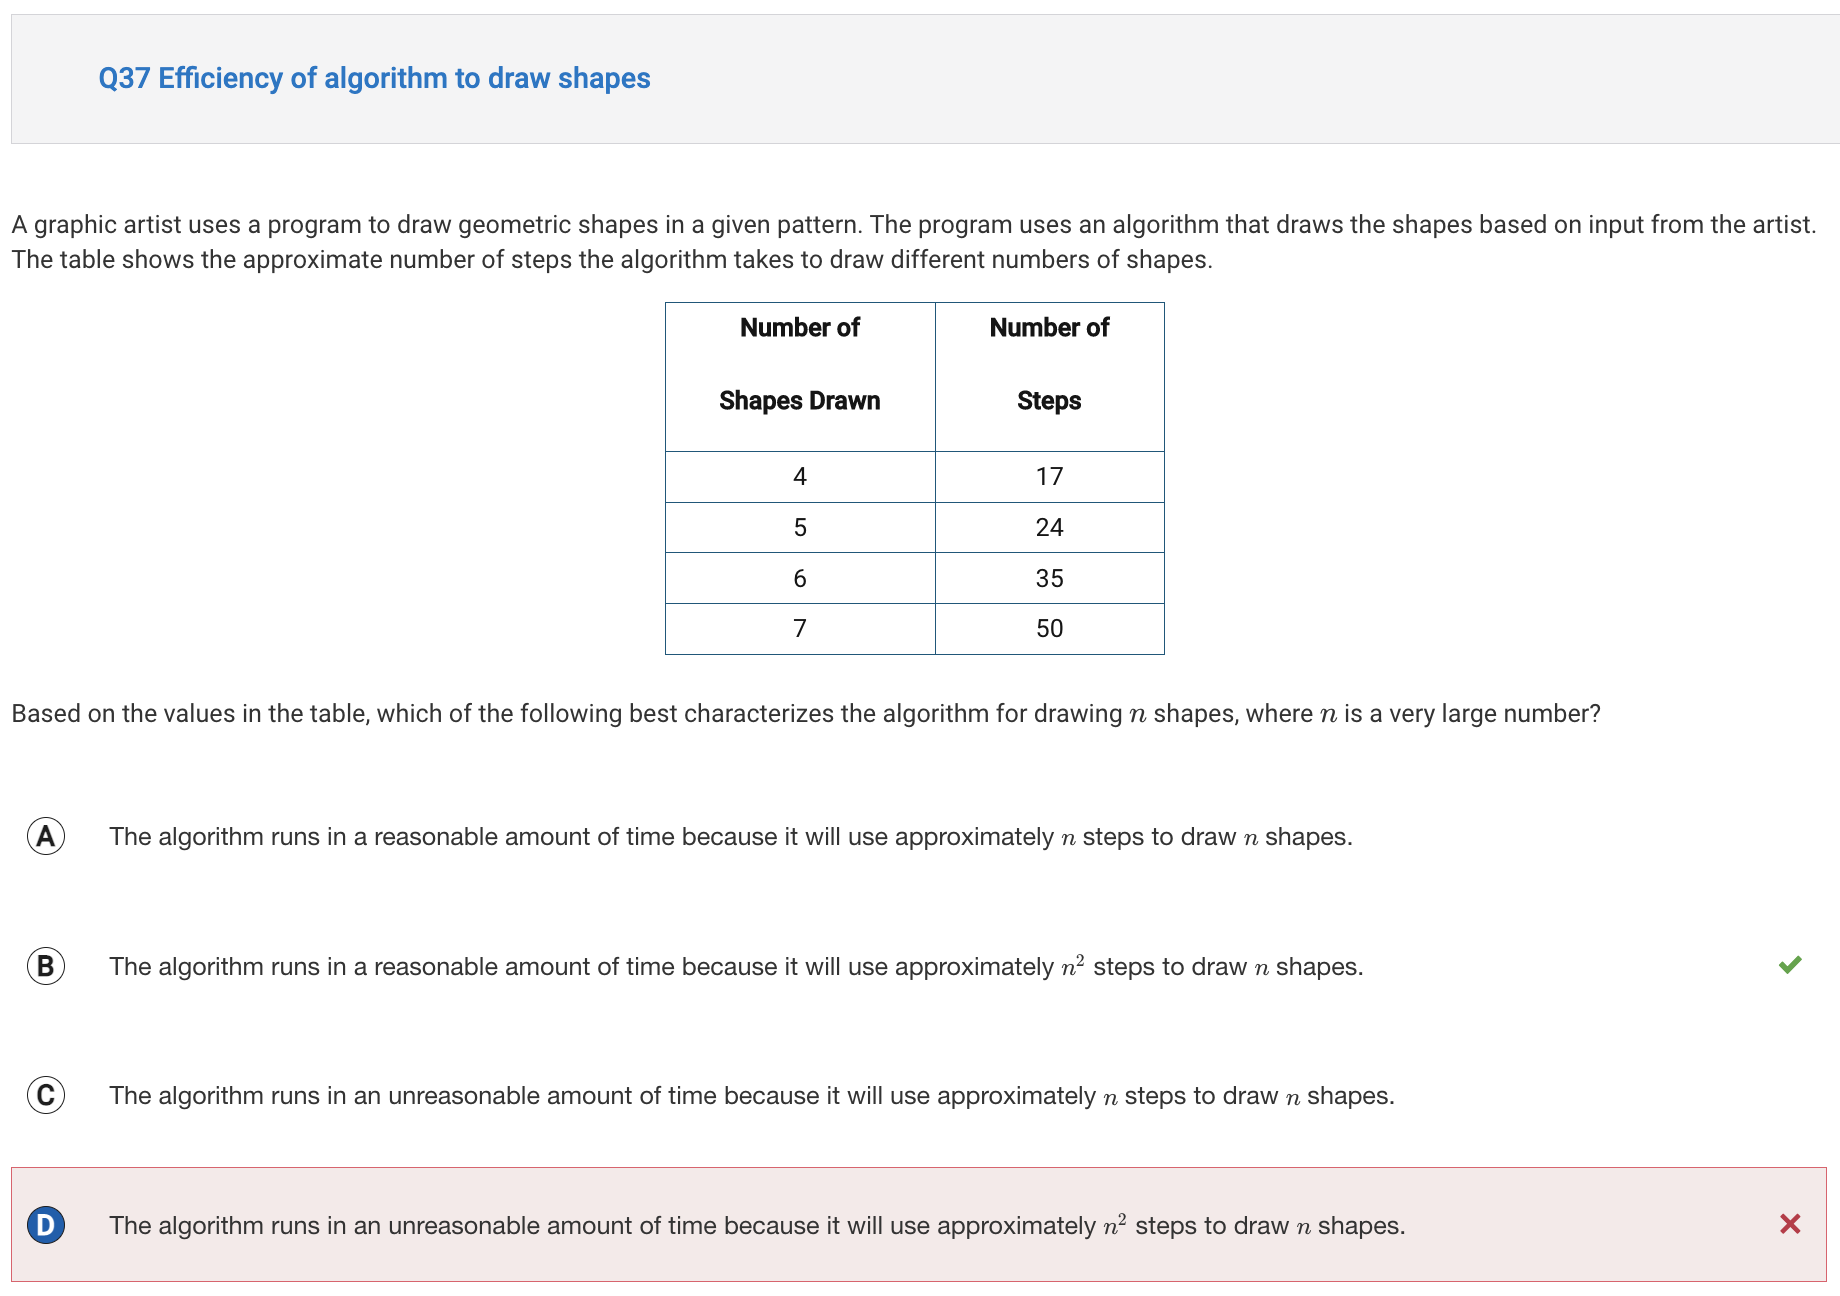 Q37 Efficiency of algorithm to draw shapes
A graphic artist uses a program to draw geometric shapes in a given pattern. The program uses an algorithm that draws the shapes based on input from the artist.
The table shows the approximate number of steps the algorithm takes to draw different numbers of shapes.
Number of Shapes Drawn | Number of Steps
4 | 17
5 | 24
6 | 35
7 | 50
Based on the values in the table, which of the following best characterizes the algorithm for drawing n shapes, where n is a very large number?
A The algorithm runs in a reasonable amount of time because it will use approximately n steps to draw n shapes.
B The algorithm runs in a reasonable amount of time because it will use approximately n² steps to draw n shapes.
C The algorithm runs in an unreasonable amount of time because it will use approximately n steps to draw n shapes.
D The algorithm runs in an unreasonable amount of time because it will use approximately n² steps to draw n shapes.